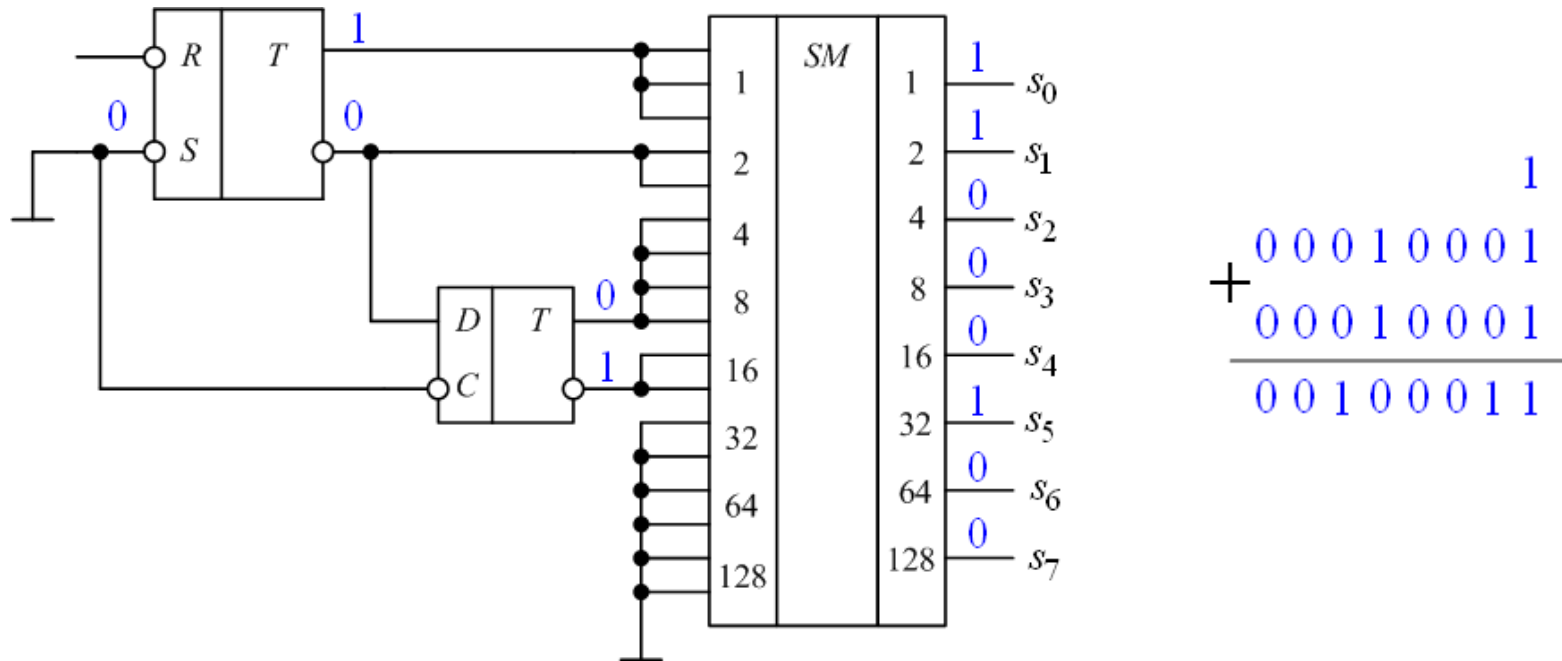 1
R T
0 0
S
1 SM 1 1 s0
2 2 1 s1
4 4 0 s2
0 D T 8 8 0 s3
C 1 16 16 0 s4
32 32 1 s5
64 64 0 s6
128 128 0 s7
1
0 0 0 1 0 0 0 1
+
0 0 0 1 0 0 0 1
0 0 1 0 0 0 1 1